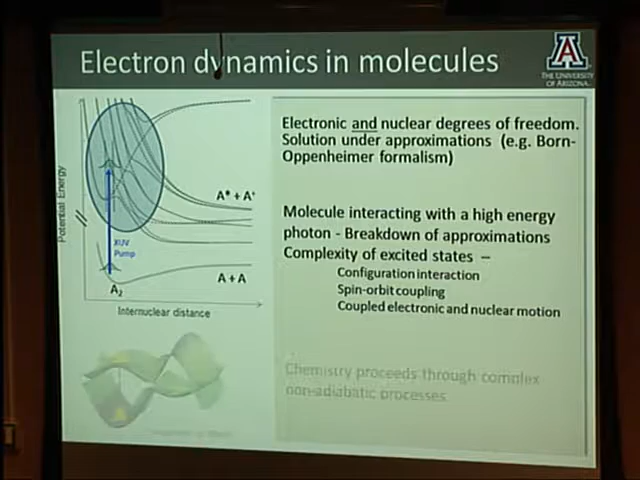 Electron dynamics in molecules
A
THE UNIVERSITY
OF ARIZONA.
Electronic and nuclear degrees of freedom.
Solution under approximations (e.g. Born-
Oppenheimer formalism)
Potential Energy
A* + A*
Molecule interacting with a high energy
photon - Breakdown of approximations
Complexity of excited states –
Configuration interaction
Spin-orbit coupling
Coupled electronic and nuclear motion
XUV
Pump
A + A
A₂
Internuclear distance
Chemistry proceeds through complex
non-adiabatic processes